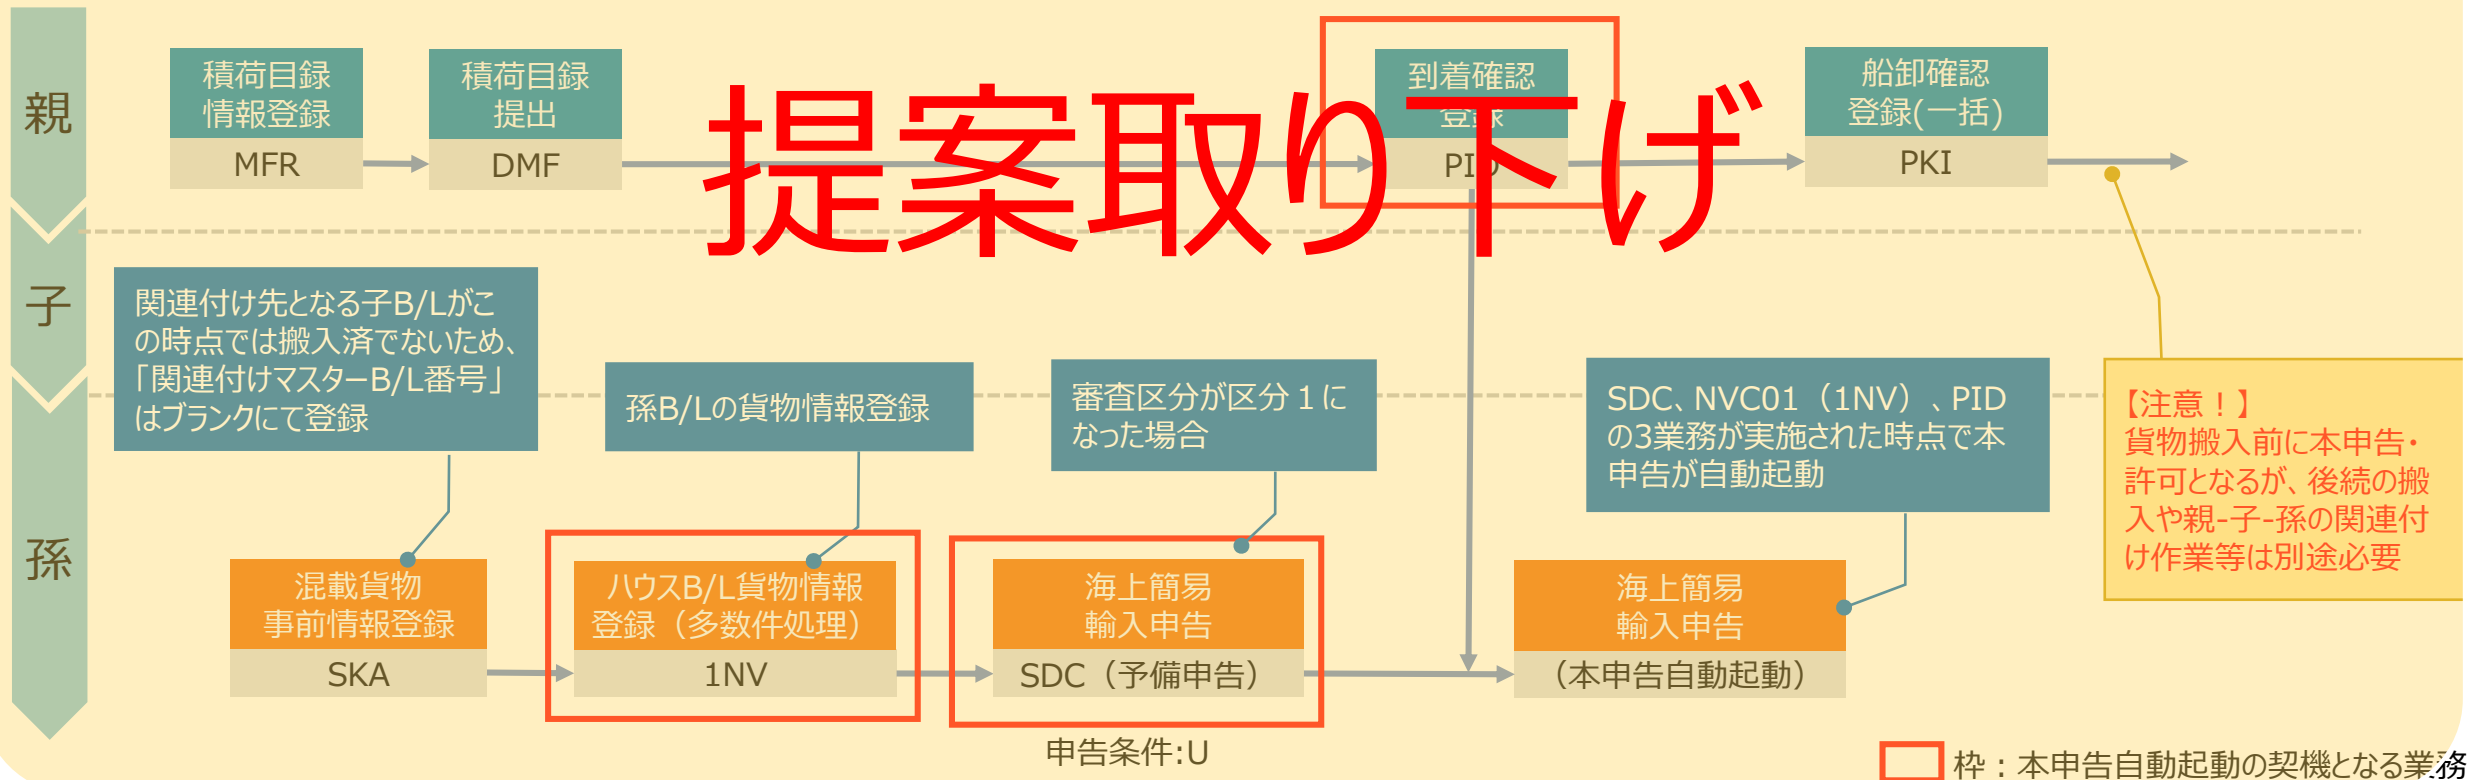 親
積荷目録
情報登録
MFR
積荷目録
提出
DMF
提案取り下げ
到着確認
登録
PID
船卸確認
登録(一括)
PKI
子
関連付け先となる子B/Lがこ
の時点では搬入済でないため、
「関連付けマスターB/L番号」
はブランクにて登録
孫B/Lの貨物情報登録
審査区分が区分１に
なった場合
SDC、NVC01（1NV）、PID
の3業務が実施された時点で本
申告が自動起動
【注意！】
貨物搬入前に本申告・
許可となるが、後続の搬
入や親-子-孫の関連付
け作業等は別途必要
孫
混載貨物
事前情報登録
SKA
ハウスB/L貨物情報
登録（多数件処理）
1NV
海上簡易
輸入申告
SDC（予備申告）
海上簡易
輸入申告
（本申告自動起動）
申告条件:U
枠：本申告自動起動の契機となる業務